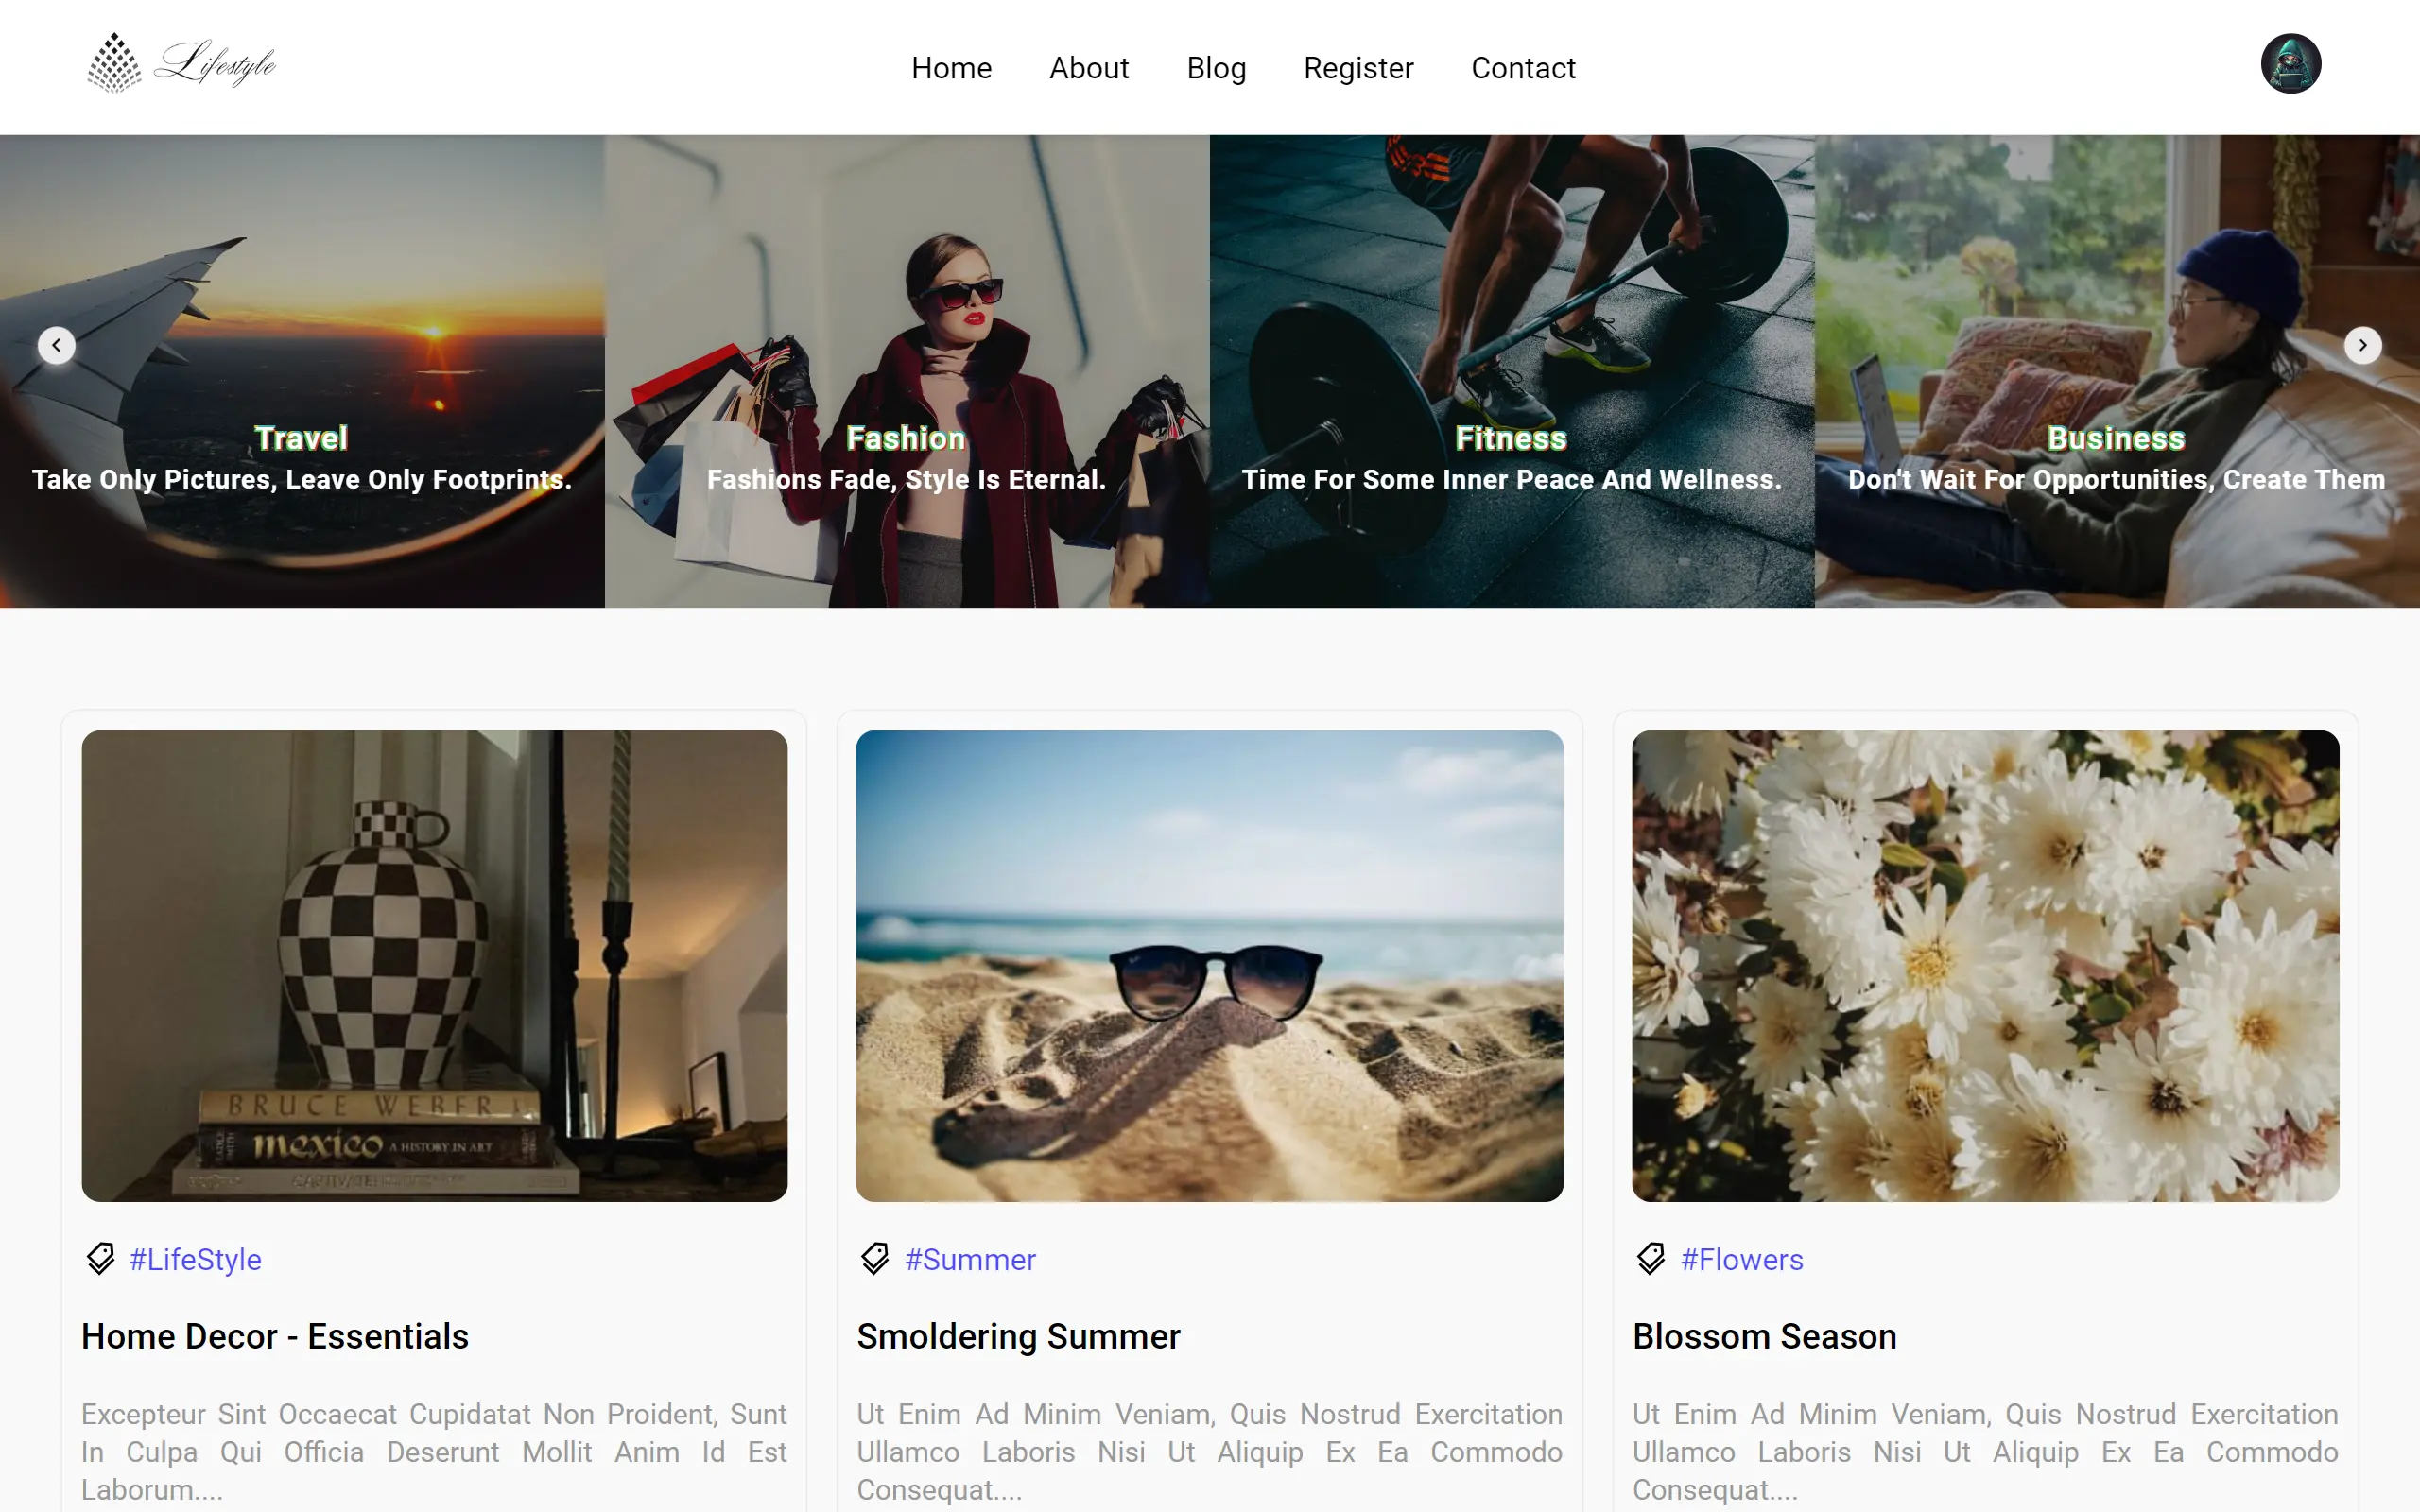 Lifestyle
Home About Blog Register Contact
Travel
Take Only Pictures, Leave Only Footprints.
Fashion
Fashions Fade, Style Is Eternal.
Fitness
Time For Some Inner Peace And Wellness.
Business
Don't Wait For Opportunities, Create Them
BRUCE WEBER
mexico A HISTORY IN ART
#LifeStyle
Home Decor - Essentials
Excepteur Sint Occaecat Cupidatat Non Proident, Sunt
In Culpa Qui Officia Deserunt Mollit Anim Id Est
Laborum....
#Summer
Smoldering Summer
Ut Enim Ad Minim Veniam, Quis Nostrud Exercitation
Ullamco Laboris Nisi Ut Aliquip Ex Ea Commodo
Consequat....
#Flowers
Blossom Season
Ut Enim Ad Minim Veniam, Quis Nostrud Exercitation
Ullamco Laboris Nisi Ut Aliquip Ex Ea Commodo
Consequat....